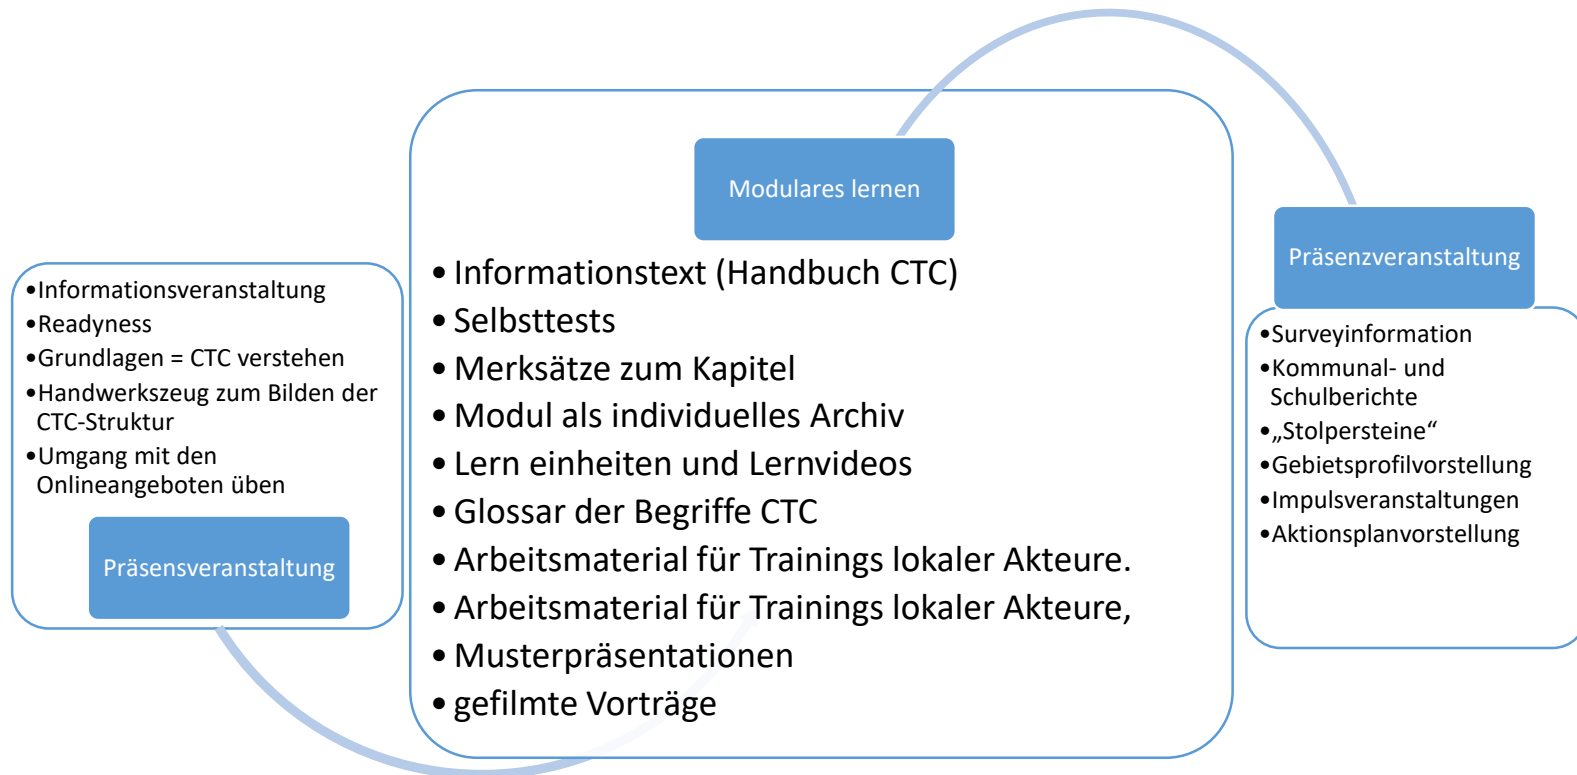 •Informationsveranstaltung
•Readyness
•Grundlagen = CTC verstehen
•Handwerkszeug zum Bilden der
CTC-Struktur
•Umgang mit den
Onlineangeboten üben
Präsensveranstaltung
Modulares lernen
•Informationstext (Handbuch CTC)
•Selbsttests
•Merksätze zum Kapitel
•Modul als individuelles Archiv
•Lern einheiten und Lernvideos
•Glossar der Begriffe CTC
•Arbeitsmaterial für Trainings lokaler Akteure.
•Arbeitsmaterial für Trainings lokaler Akteure,
•Musterpräsentationen
•gefilmte Vorträge
Präsenzveranstaltung
•Surveyinformation
•Kommunal- und
Schulberichte
•„Stolpersteine“
•Gebietsprofilvorstellung
•Impulsveranstaltungen
•Aktionsplanvorstellung